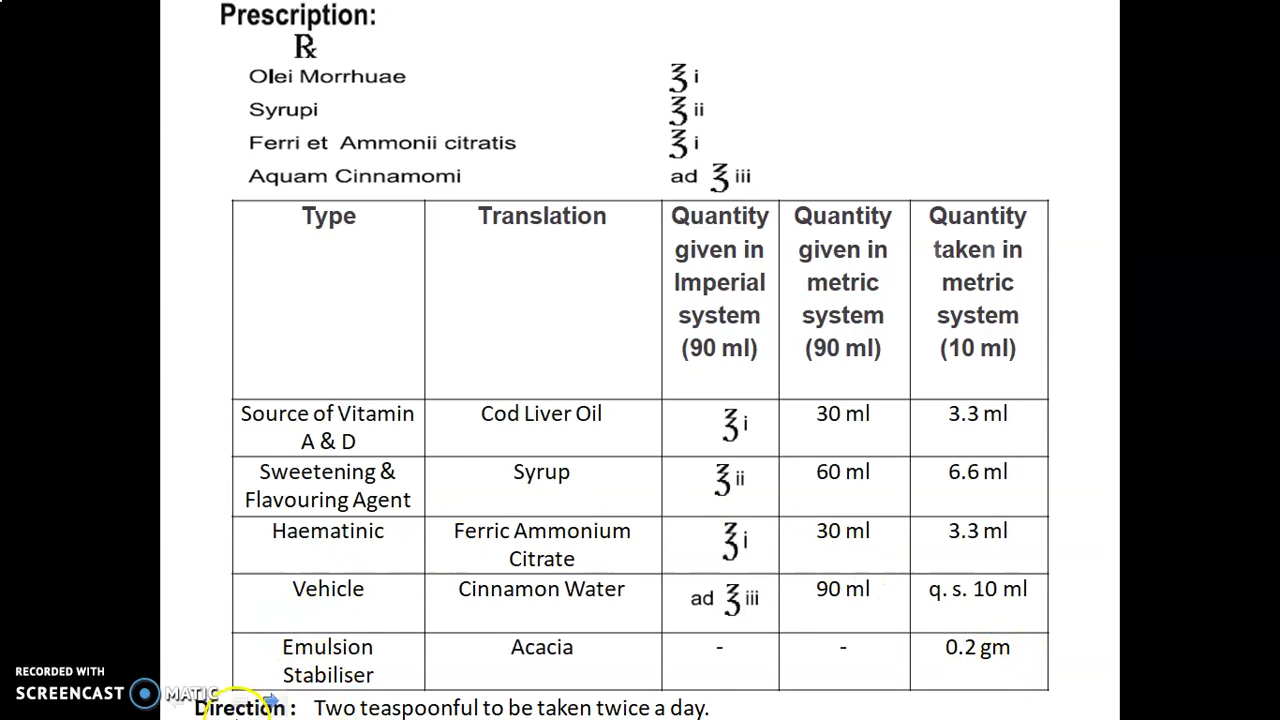 Prescription:
℞
Olei Morrhuae ℥ i
Syrupi ℥ ii
Ferri et Ammonii citratis ℥ i
Aquam Cinnamomi ad ℥ iii
Type Translation Quantity given in Imperial system (90 ml) Quantity given in metric system (90 ml) Quantity taken in metric system (10 ml)
Source of Vitamin A & D Cod Liver Oil ℥ i 30 ml 3.3 ml
Sweetening & Flavouring Agent Syrup ℥ ii 60 ml 6.6 ml
Haematinic Ferric Ammonium Citrate ℥ i 30 ml 3.3 ml
Vehicle Cinnamon Water ad ℥ iii 90 ml q. s. 10 ml
Emulsion Stabiliser Acacia - - 0.2 gm
Direction : Two teaspoonful to be taken twice a day.
RECORDED WITH
SCREENCAST MATIC